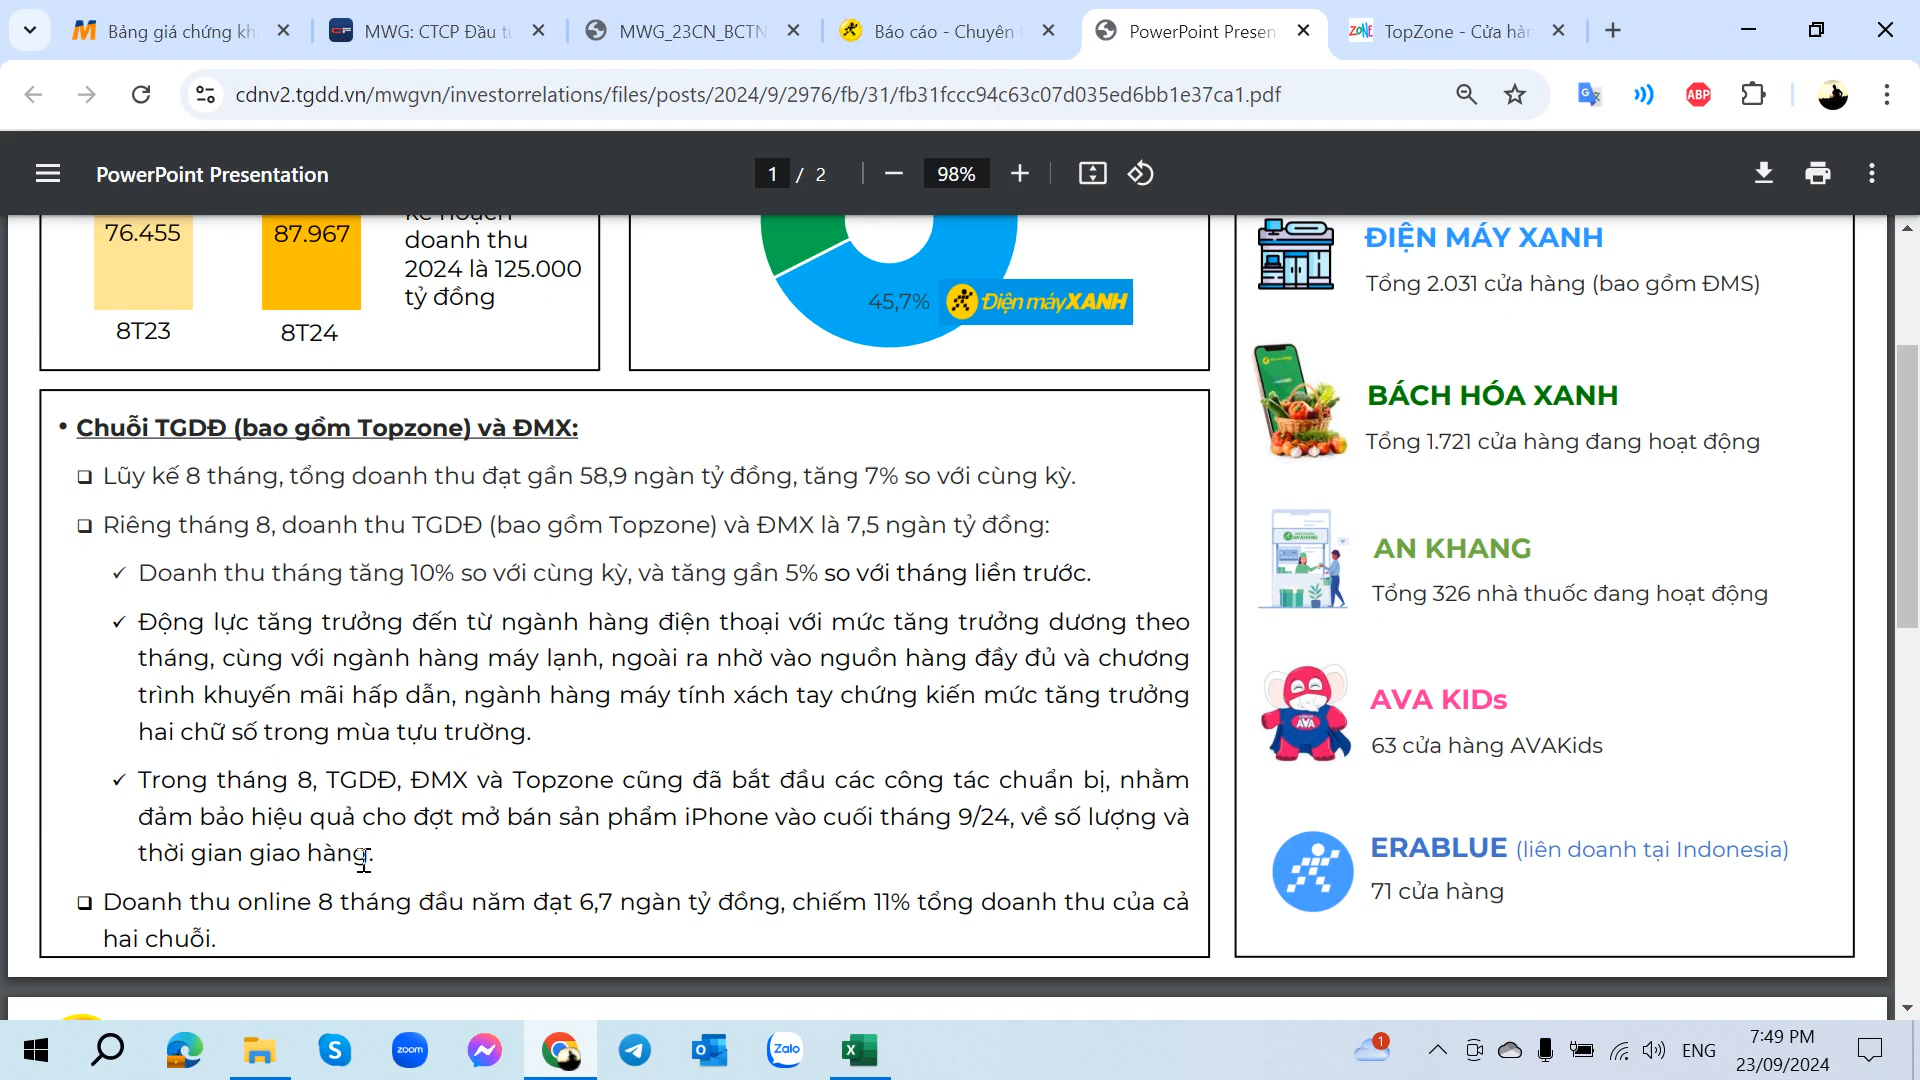 Bảng giá chứng kh
MWG: CTCP Đầu tư
MWG_23CN_BCTN
Báo cáo - Chuyên
PowerPoint Presen
TopZone - Cửa hàn
cdnv2.tgdd.vn/mwgvn/investorrelations/files/posts/2024/9/2976/fb/31/fb31fccc94c63c07d035ed6bb1e37ca1.pdf
ABP
PowerPoint Presentation
1 / 2
98%
76.455
87.967
8T23
8T24
kế hoạch
doanh thu
2024 là 125.000
tỷ đồng
45,7%
Điện máy XANH
• Chuỗi TGDĐ (bao gồm Topzone) và ĐMX:
❑ Lũy kế 8 tháng, tổng doanh thu đạt gần 58,9 ngàn tỷ đồng, tăng 7% so với cùng kỳ.
❑ Riêng tháng 8, doanh thu TGDĐ (bao gồm Topzone) và ĐMX là 7,5 ngàn tỷ đồng:
✓ Doanh thu tháng tăng 10% so với cùng kỳ, và tăng gần 5% so với tháng liền trước.
✓ Động lực tăng trưởng đến từ ngành hàng điện thoại với mức tăng trưởng dương theo
tháng, cùng với ngành hàng máy lạnh, ngoài ra nhờ vào nguồn hàng đầy đủ và chương
trình khuyến mãi hấp dẫn, ngành hàng máy tính xách tay chứng kiến mức tăng trưởng
hai chữ số trong mùa tựu trường.
✓ Trong tháng 8, TGDĐ, ĐMX và Topzone cũng đã bắt đầu các công tác chuẩn bị, nhằm
đảm bảo hiệu quả cho đợt mở bán sản phẩm iPhone vào cuối tháng 9/24, về số lượng và
thời gian giao hàng.
❑ Doanh thu online 8 tháng đầu năm đạt 6,7 ngàn tỷ đồng, chiếm 11% tổng doanh thu của cả
hai chuỗi.
ĐIỆN MÁY XANH
Tổng 2.031 cửa hàng (bao gồm ĐMS)
BÁCH HÓA XANH
Tổng 1.721 cửa hàng đang hoạt động
AN KHANG
Tổng 326 nhà thuốc đang hoạt động
AVA KIDs
63 cửa hàng AVAKids
ERABLUE (liên doanh tại Indonesia)
71 cửa hàng
zoom
Zalo
1
ENG
7:49 PM
23/09/2024